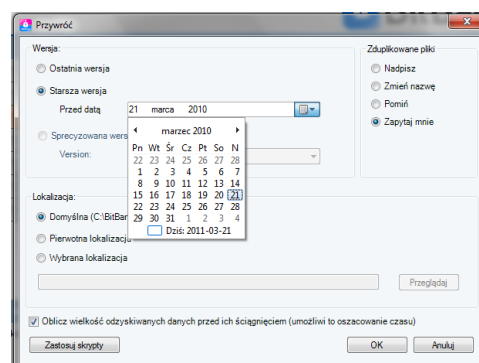 Przywróć
Wersja:
Ostatnia wersja
Starsza wersja
Przed datą
21 marca 2010
Sprecyzowana wers
Version:
marzec 2010
Pn Wt Śr Cz Pt So N
22 23 24 25 26 27 28
1 2 3 4 5 6 7
8 9 10 11 12 13 14
15 16 17 18 19 20 21
22 23 24 25 26 27 28
29 30 31 1 2 3 4
Dziś: 2011-03-21
Zduplikowane pliki
Nadpisz
Zmień nazwę
Pomiń
Zapytaj mnie
Lokalizacja:
Domyślna (C:\BitBar
Pierwotna lokalizacja
Wybrana lokalizacja
Przeglądaj
Oblicz wielkość odzyskiwanych danych przed ich ściągnięciem (umożliwi to oszacowanie czasu)
Zastosuj skrypty
OK
Anuluj